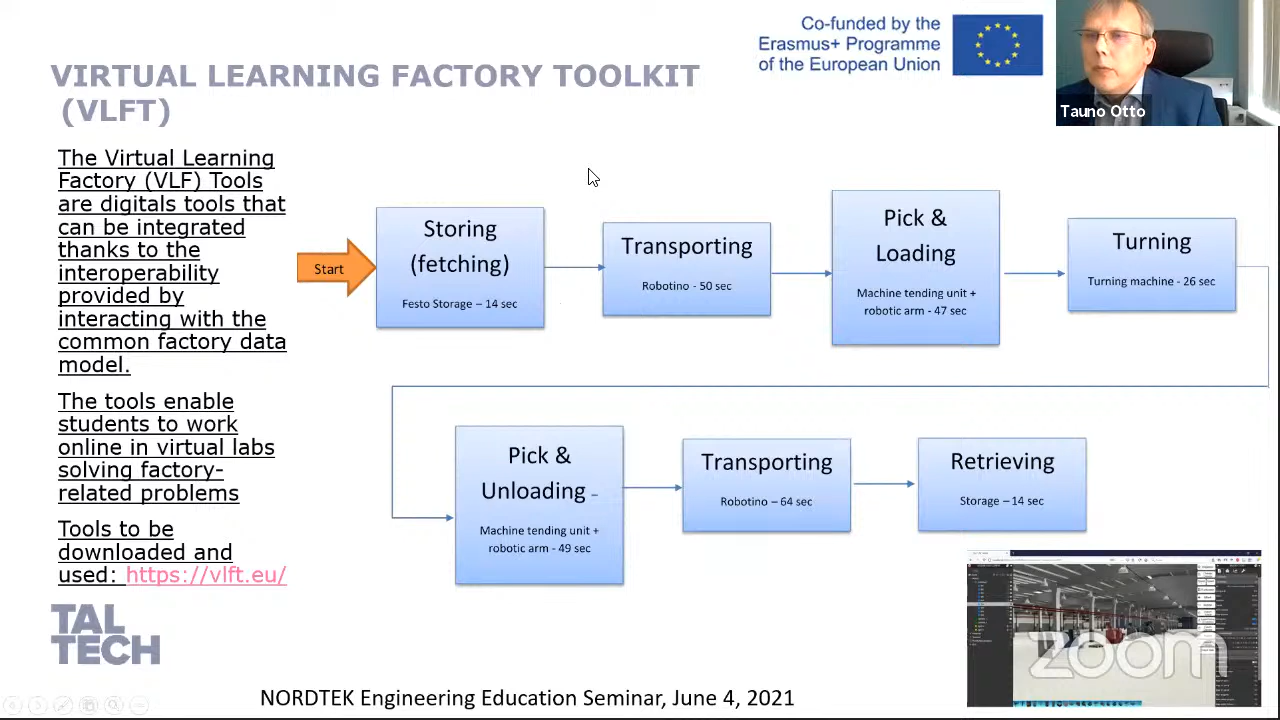 Co-funded by the
Erasmus+ Programme
of the European Union
Tauno Otto
VIRTUAL LEARNING FACTORY TOOLKIT
(VLFT)
The Virtual Learning
Factory (VLF) Tools
are digitals tools that
can be integrated
thanks to the
interoperability
provided by
interacting with the
common factory data
model.
The tools enable
students to work
online in virtual labs
solving factory-
related problems
Tools to be
downloaded and
used: https://vlft.eu/
Start
Storing
(fetching)
Festo Storage – 14 sec
Transporting
Robotino - 50 sec
Pick &
Loading
Machine tending unit +
robotic arm - 47 sec
Turning
Turning machine - 26 sec
Pick &
Unloading –
Machine tending unit +
robotic arm - 49 sec
Transporting
Robotino – 64 sec
Retrieving
Storage – 14 sec
zoom
TAL
TECH
NORDTEK Engineering Education Seminar, June 4, 2021